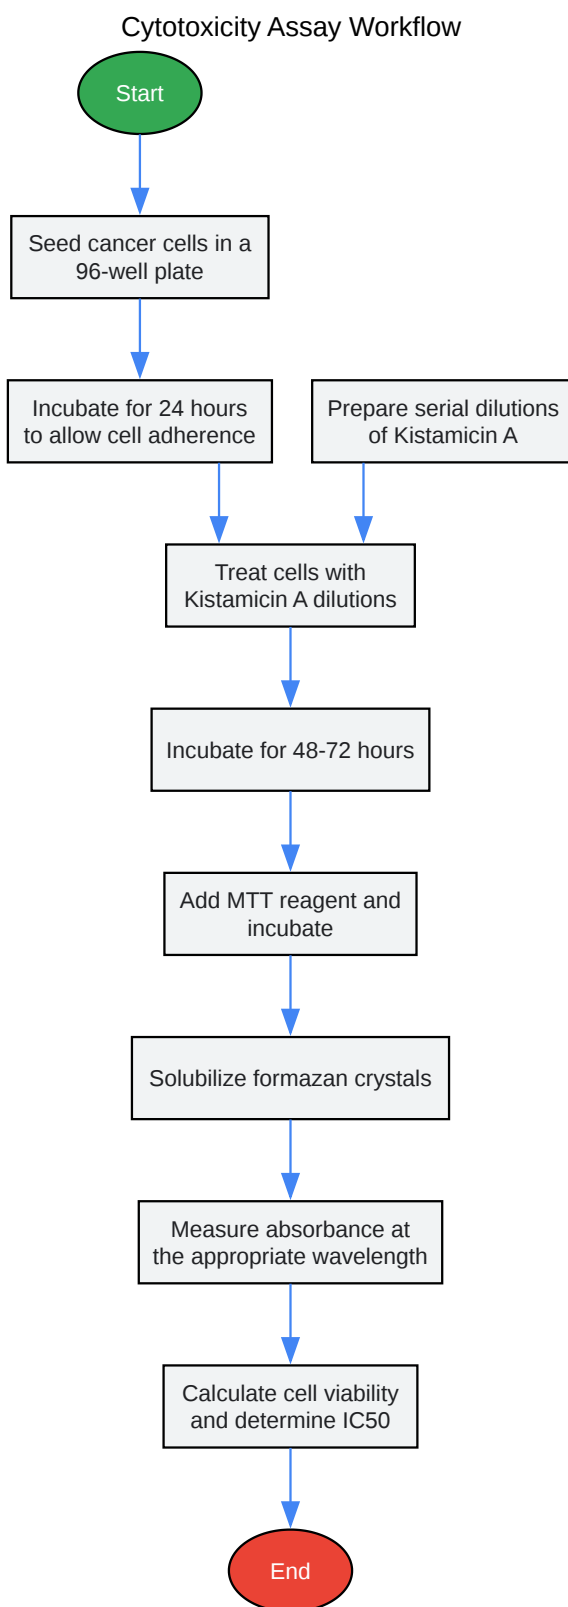 Cytotoxicity Assay Workflow
Start
Seed cancer cells in a
96-well plate
Incubate for 24 hours
to allow cell adherence
Prepare serial dilutions
of Kistamicin A
Treat cells with
Kistamicin A dilutions
Incubate for 48-72 hours
Add MTT reagent and
incubate
Solubilize formazan crystals
Measure absorbance at
the appropriate wavelength
Calculate cell viability
and determine IC50
End